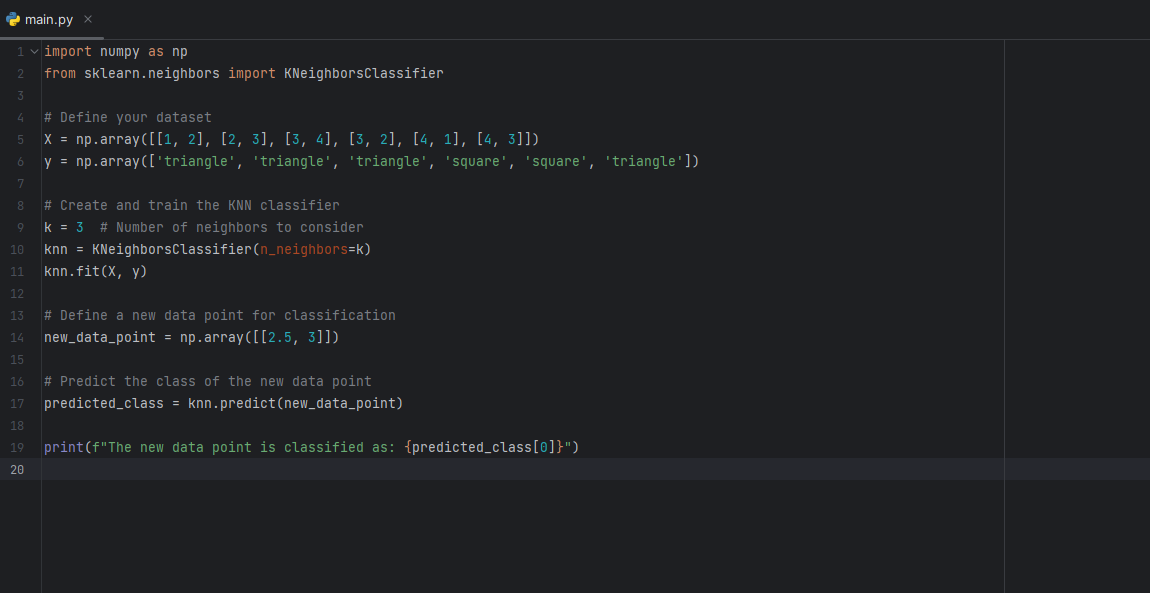 main.py
1 import numpy as np
2 from sklearn.neighbors import KNeighborsClassifier
3
4 # Define your dataset
5 X = np.array([[1, 2], [2, 3], [3, 4], [3, 2], [4, 1], [4, 3]])
6 y = np.array(['triangle', 'triangle', 'triangle', 'square', 'square', 'triangle'])
7
8 # Create and train the KNN classifier
9 k = 3  # Number of neighbors to consider
10 knn = KNeighborsClassifier(n_neighbors=k)
11 knn.fit(X, y)
12
13 # Define a new data point for classification
14 new_data_point = np.array([[2.5, 3]])
15
16 # Predict the class of the new data point
17 predicted_class = knn.predict(new_data_point)
18
19 print(f"The new data point is classified as: {predicted_class[0]}")
20